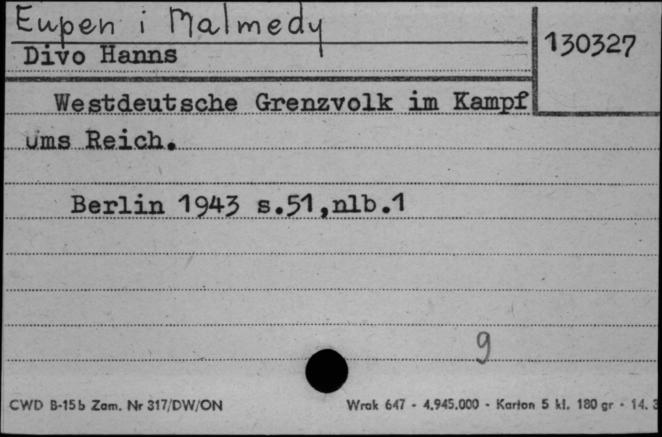 Eupen i Malmedy
130327
Divo Hanns
Westdeutsche Grenzvolk im Kampf
ums Reich.
Berlin 1943 s.51,nlb.1
9
CWD B-15b Zam. Nr 317/DW/ON
Wrak 647 - 4.945.000 - Karton 5 kl. 180 gr - 14. 3